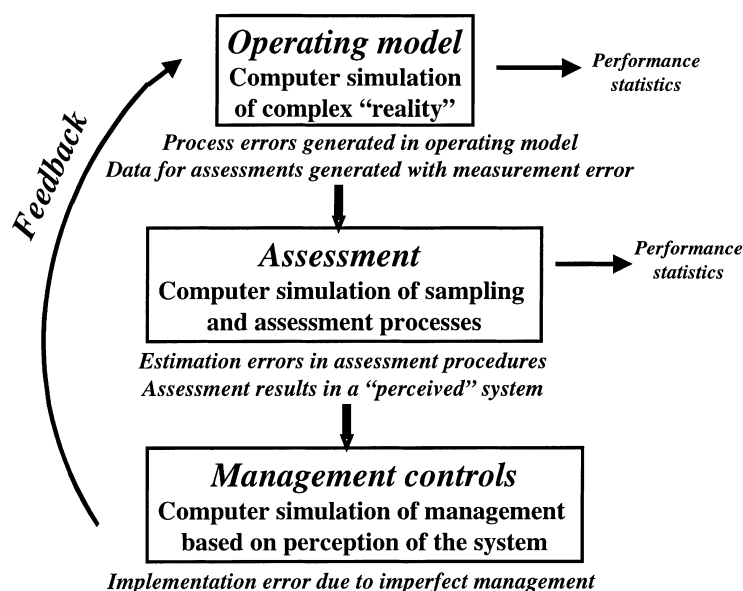 Operating model
Computer simulation
of complex “reality”
Performance
statistics
Process errors generated in operating model
Data for assessments generated with measurement error
Feedback
Assessment
Computer simulation of sampling
and assessment processes
Performance
statistics
Estimation errors in assessment procedures
Assessment results in a “perceived” system
Management controls
Computer simulation of management
based on perception of the system
Implementation error due to imperfect management